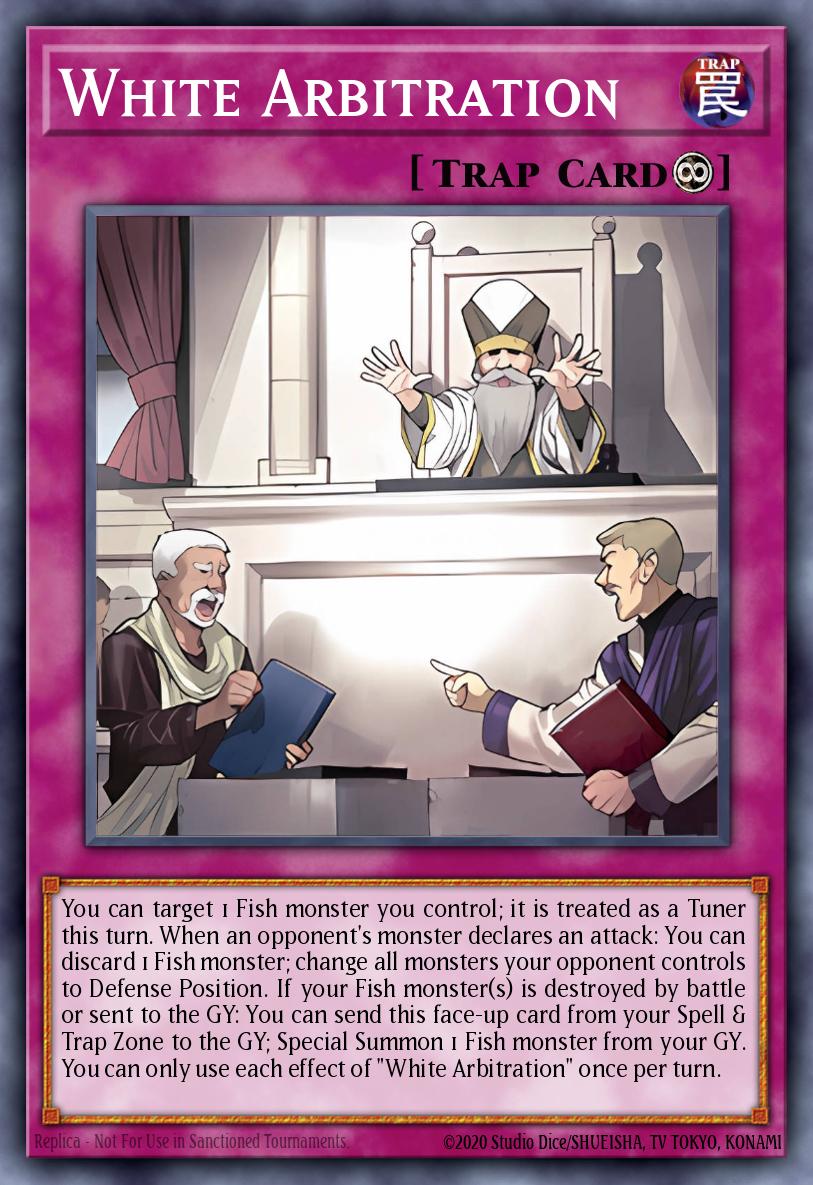 White Arbitration
TRAP
罠
[Trap Card]
You can target 1 Fish monster you control; it is treated as a Tuner
this turn. When an opponent's monster declares an attack: You can
discard 1 Fish monster; change all monsters your opponent controls
to Defense Position. If your Fish monster(s) is destroyed by battle
or sent to the GY: You can send this face-up card from your Spell &
Trap Zone to the GY; Special Summon 1 Fish monster from your GY.
You can only use each effect of "White Arbitration" once per turn.
Replica - Not For Use in Sanctioned Tournaments.
©2020 Studio Dice/SHUEISHA, TV TOKYO, KONAMI